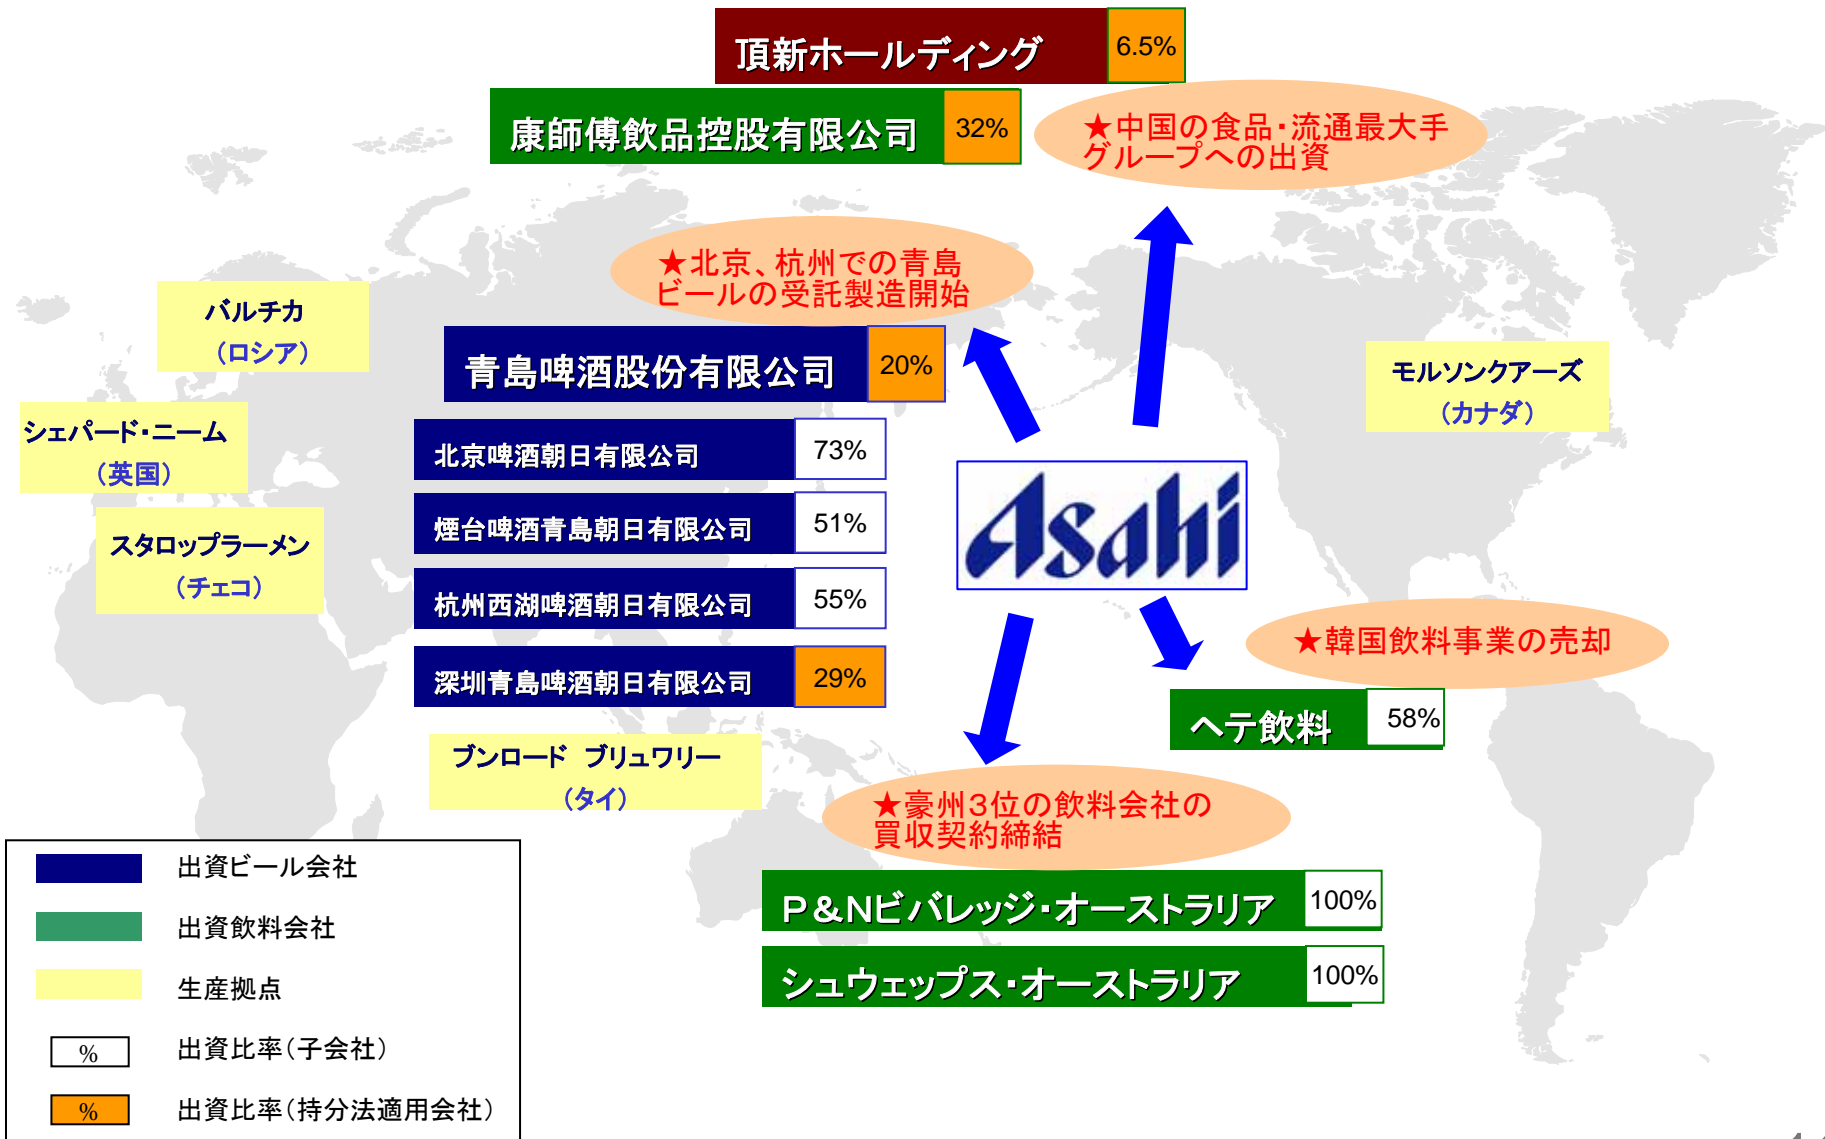 頂新ホールディング
6.5%
康師傅飲品控股有限公司
32%
★中国の食品・流通最大手
グループへの出資
★北京、杭州での青島
ビールの受託製造開始
バルチカ
(ロシア)
青島啤酒股份有限公司
20%
モルソンクアーズ
(カナダ)
シェパード・ニーム
(英国)
北京啤酒朝日有限公司
73%
スタロップラーメン
(チェコ)
煙台啤酒青島朝日有限公司
51%
Asahi
杭州西湖啤酒朝日有限公司
55%
★韓国飲料事業の売却
深圳青島啤酒朝日有限公司
29%
ヘテ飲料
58%
ブンロード ブリュワリー
(タイ)
★豪州3位の飲料会社の
買収契約締結
P&Nビバレッジ・オーストラリア
100%
シュウェップス・オーストラリア
100%
出資ビール会社
出資飲料会社
生産拠点
% 出資比率(子会社)
% 出資比率(持分法適用会社)